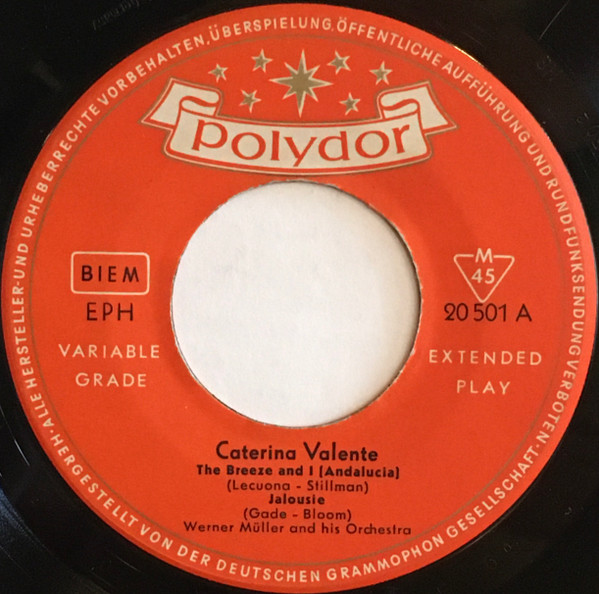 ·ALLE HERSTELLER-UND URHEBERRECHTE VORBEHALTEN, ÜBERSPIELUNG, ÖFFENTLICHE AUFFÜHRUNG UND RUNDFUNKSENDUNG VERBOTEN·
polydor
BIEM
EPH
VARIABLE
GRADE
M
45
20 501 A
EXTENDED
PLAY
Caterina Valente
The Breeze and I (Andalucia)
(Lecuona - Stillman)
Jalousie
(Gade - Bloom)
Werner Müller and his Orchestra
HERGESTELLT VON DER DEUTSCHEN GRAMMOPHON GESELLSCHAFT·